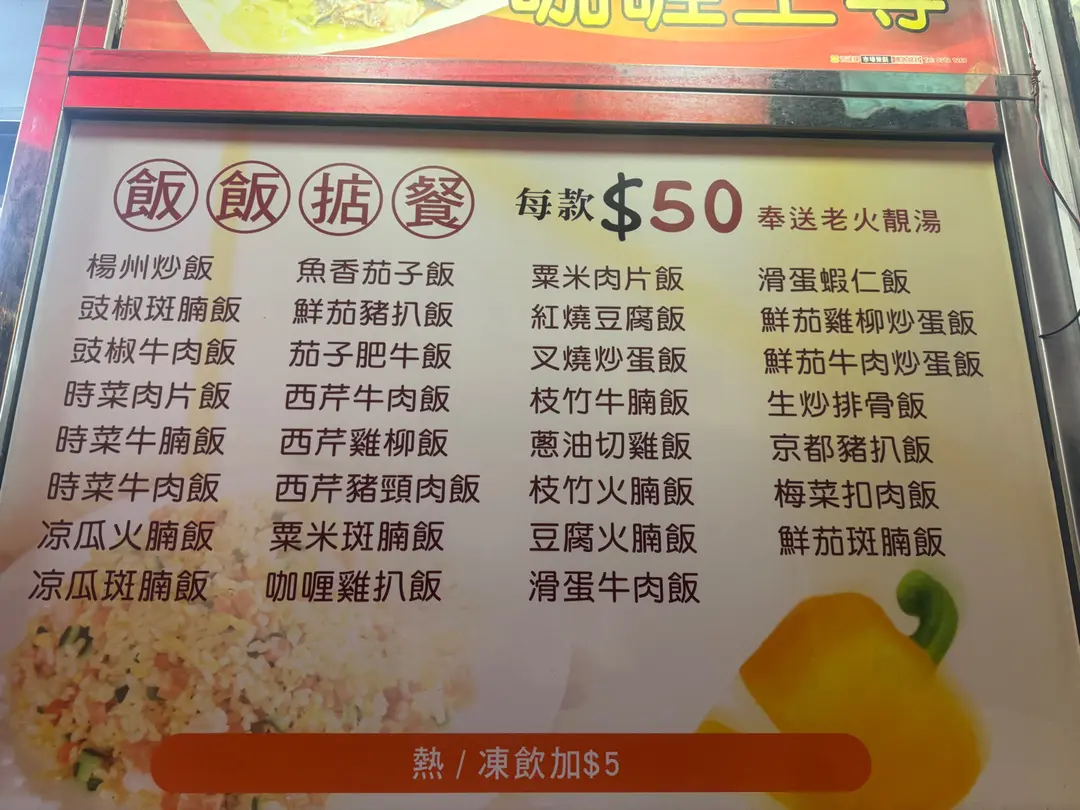 咖喱至尊
飯飯掂餐 每款$50 奉送老火靚湯
楊州炒飯 魚香茄子飯 粟米肉片飯 滑蛋蝦仁飯
豉椒斑腩飯 鮮茄豬扒飯 紅燒豆腐飯 鮮茄雞柳炒蛋飯
豉椒牛肉飯 茄子肥牛飯 叉燒炒蛋飯 鮮茄牛肉炒蛋飯
時菜肉片飯 西芹牛肉飯 枝竹牛腩飯 生炒排骨飯
時菜牛腩飯 西芹雞柳飯 蔥油切雞飯 京都豬扒飯
時菜牛肉飯 西芹豬頸肉飯 枝竹火腩飯 梅菜扣肉飯
凉瓜火腩飯 粟米斑腩飯 豆腐火腩飯 鮮茄斑腩飯
凉瓜斑腩飯 咖喱雞扒飯 滑蛋牛肉飯
熱 / 凍飲加$5